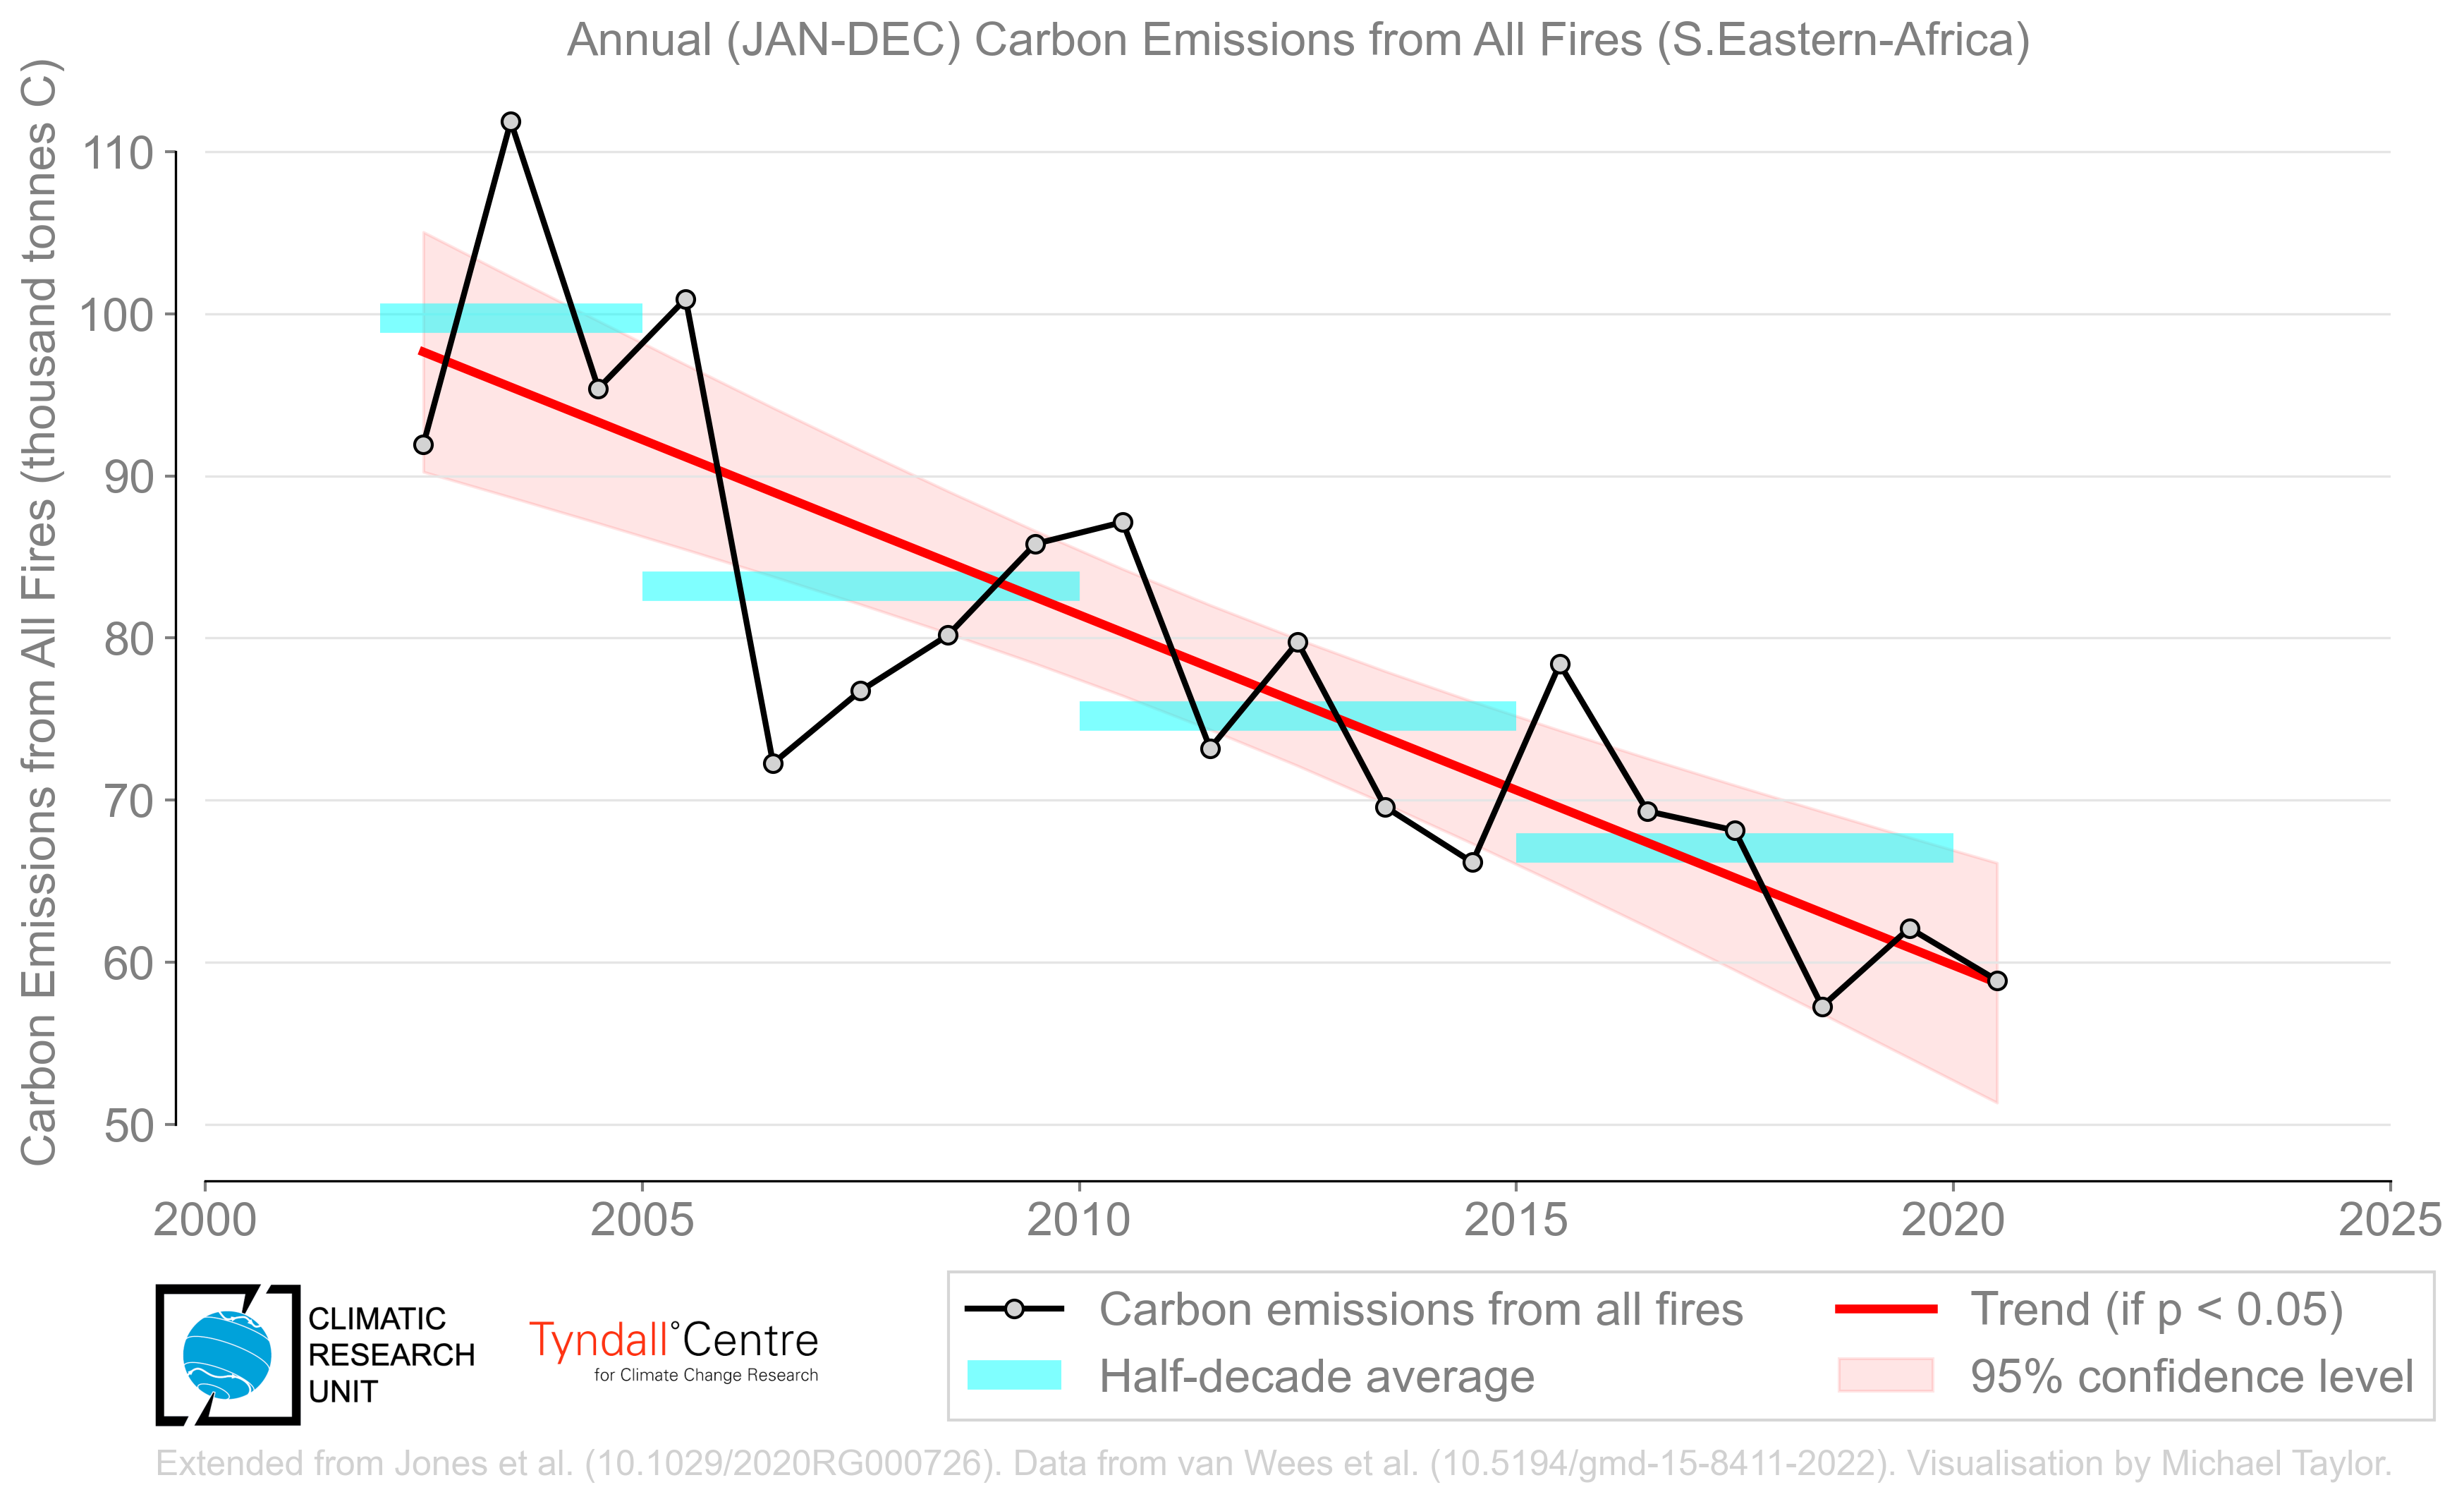 Annual (JAN-DEC) Carbon Emissions from All Fires (S.Eastern-Africa)
Carbon Emissions from All Fires (thousand tonnes C)
110
100
90
80
70
60
50
2000 2005 2010 2015 2020 2025
CLIMATIC
RESEARCH
UNIT
Tyndall°Centre
for Climate Change Research
Carbon emissions from all fires
Half-decade average
Trend (if p < 0.05)
95% confidence level
Extended from Jones et al. (10.1029/2020RG000726). Data from van Wees et al. (10.5194/gmd-15-8411-2022). Visualisation by Michael Taylor.